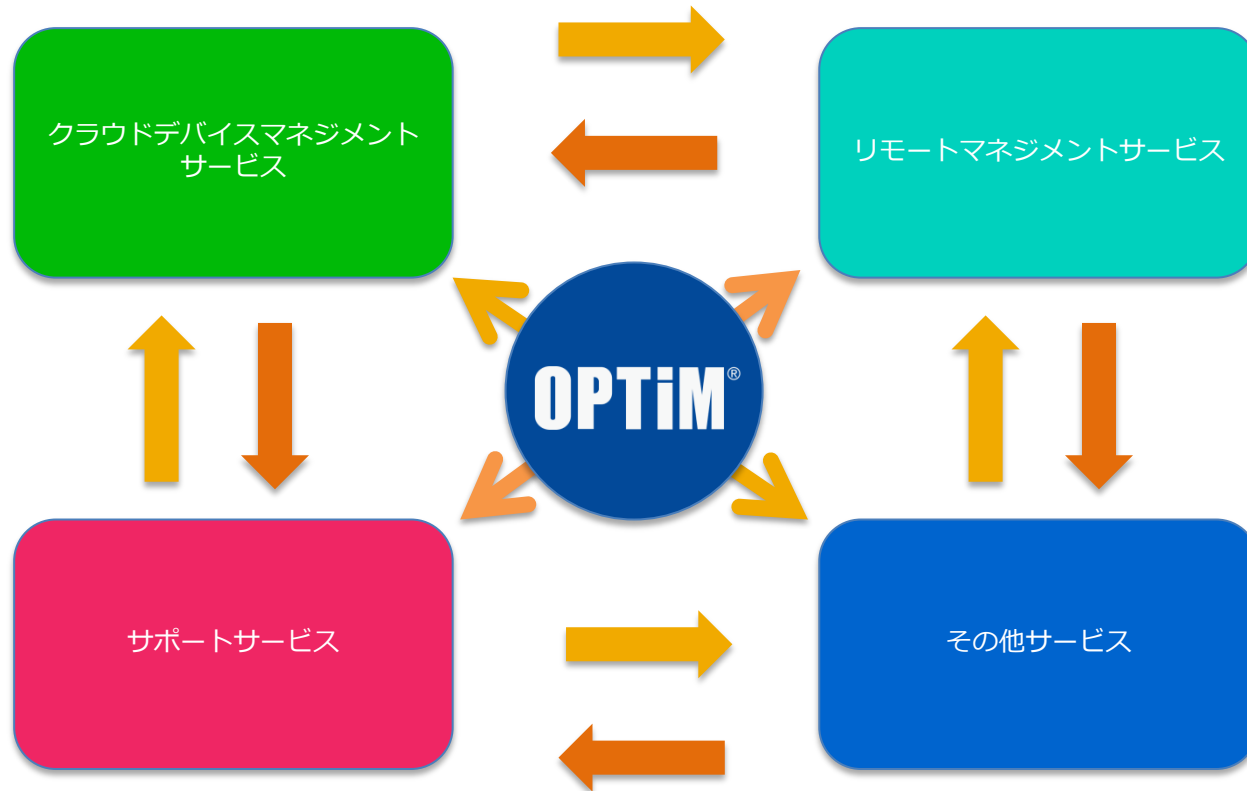 クラウドデバイスマネジメント
サービス
リモートマネジメントサービス
OPTiM®
サポートサービス
その他サービス